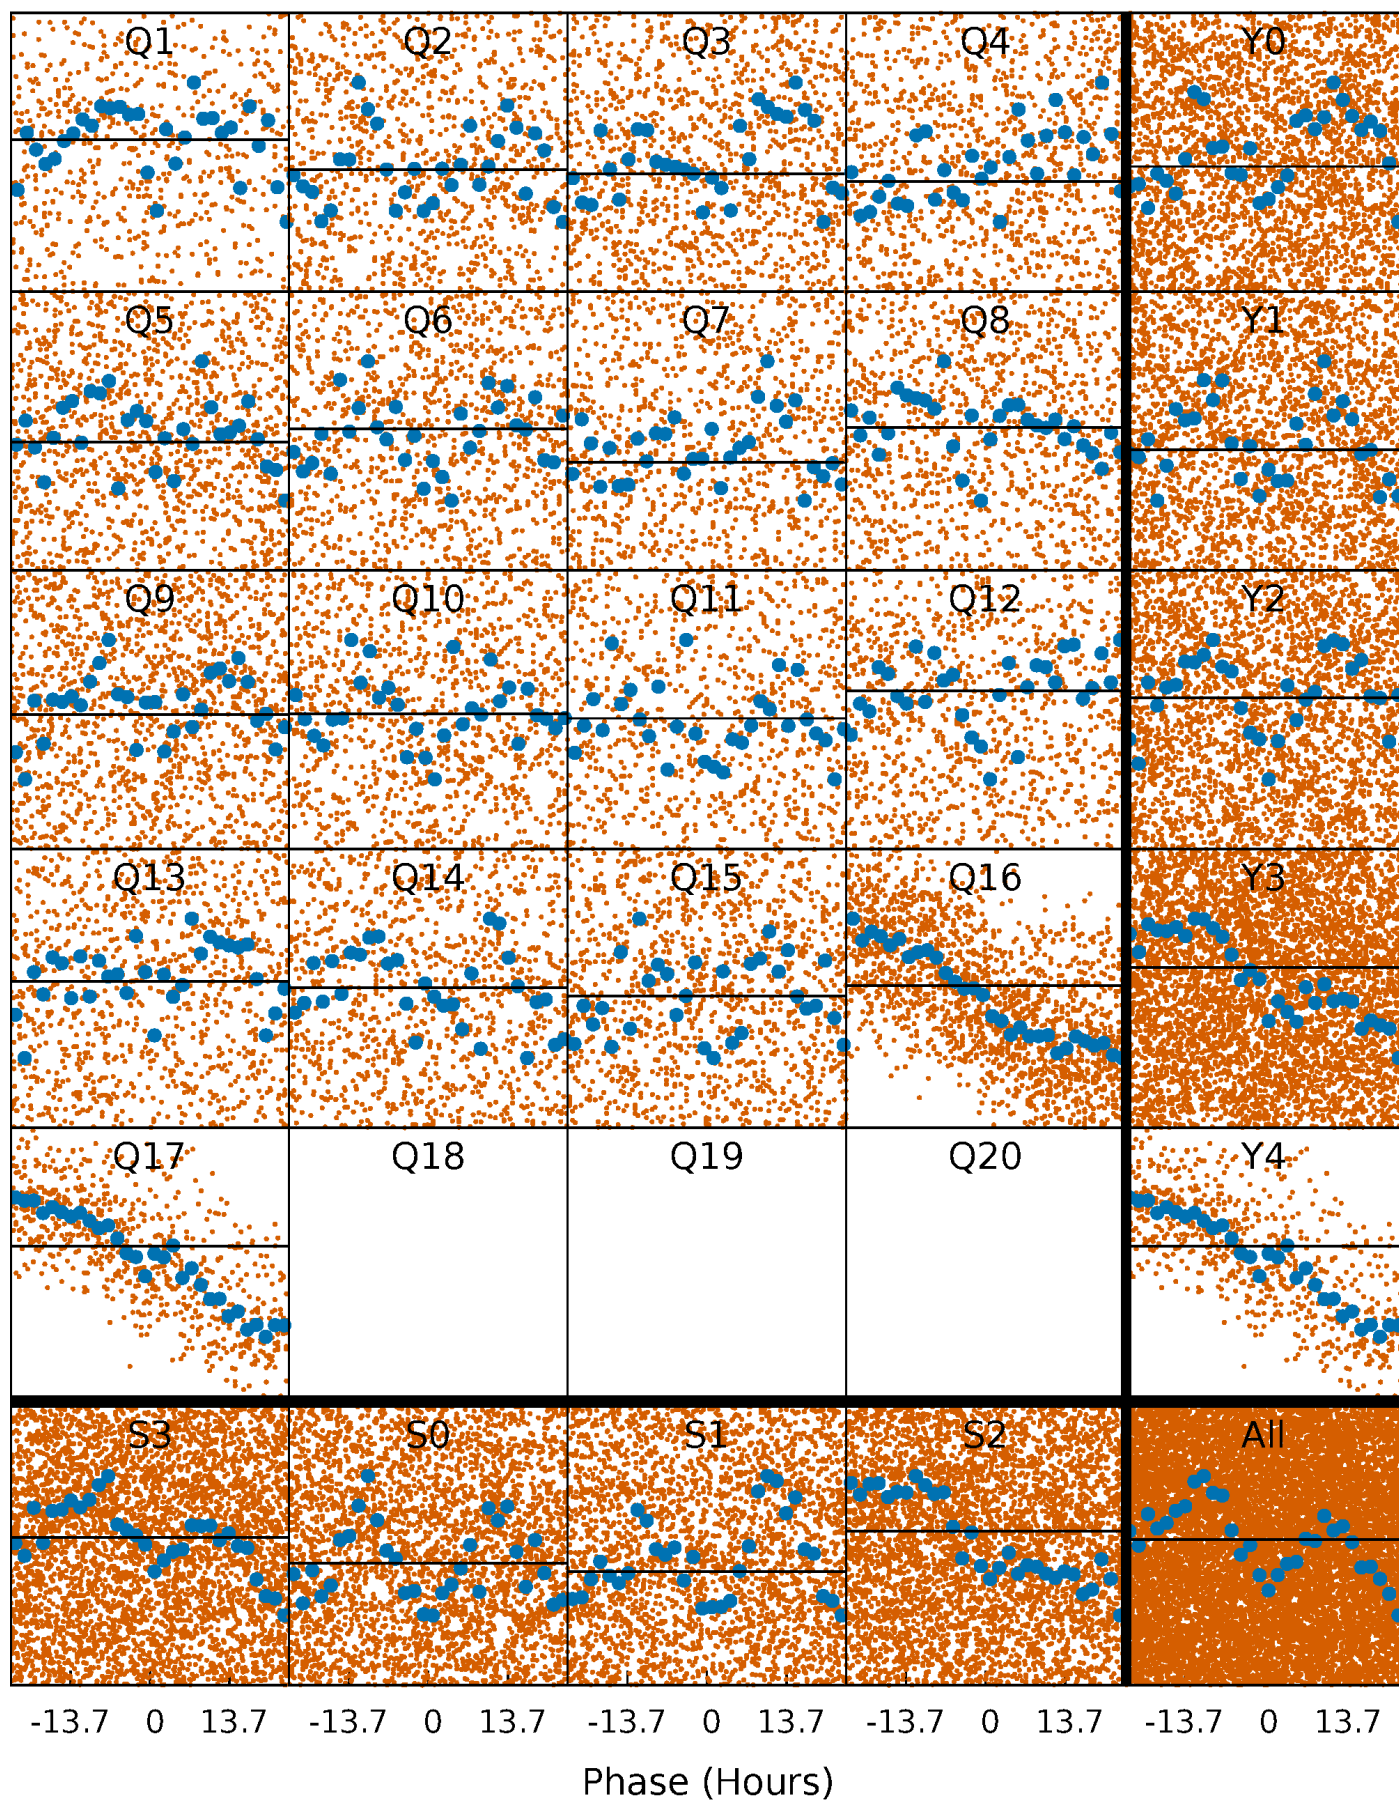 Q1 Q2 Q3 Q4 Y0
Q5 Q6 Q7 Q8 Y1
Q9 Q10 Q11 Q12 Y2
Q13 Q14 Q15 Q16 Y3
Q17 Q18 Q19 Q20 Y4
S3 S0 S1 S2 All
-13.7 0 13.7 -13.7 0 13.7 -13.7 0 13.7 -13.7 0 13.7 -13.7 0 13.7
Phase (Hours)